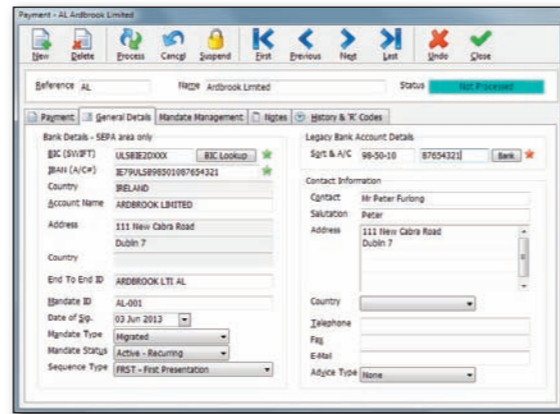 Payment - AL Ardbrook Limited
New Delete Process Cancel Suspend First Previous Next Last Undo Close
Reference AL Name Ardbrook Limited Status Not Processed
Payment General Details Mandate Management Notes History & 'R' Codes
Bank Details - SEPA area only
BIC (SWIFT) ULSBIE2DXXX BIC Lookup
IBAN (A/C#) IE79ULSB98501087654321
Country IRELAND
Account Name ARDBROOK LIMITED
Address 111 New Cabra Road
Dublin 7
Country
End To End ID ARDBROOK LTI AL
Mandate ID AL-001
Date of Sig. 03 Jun 2013
Mandate Type Migrated
Mandate Status Active - Recurring
Sequence Type FRST - First Presentation
Legacy Bank Account Details
Sort & A/C 98-50-10 87654321 Bank
Contact Information
Contact Mr Peter Furlong
Salutation Peter
Address 111 New Cabra Road
Dublin 7
Country
Telephone
Fax
E-Mail
Advice Type None